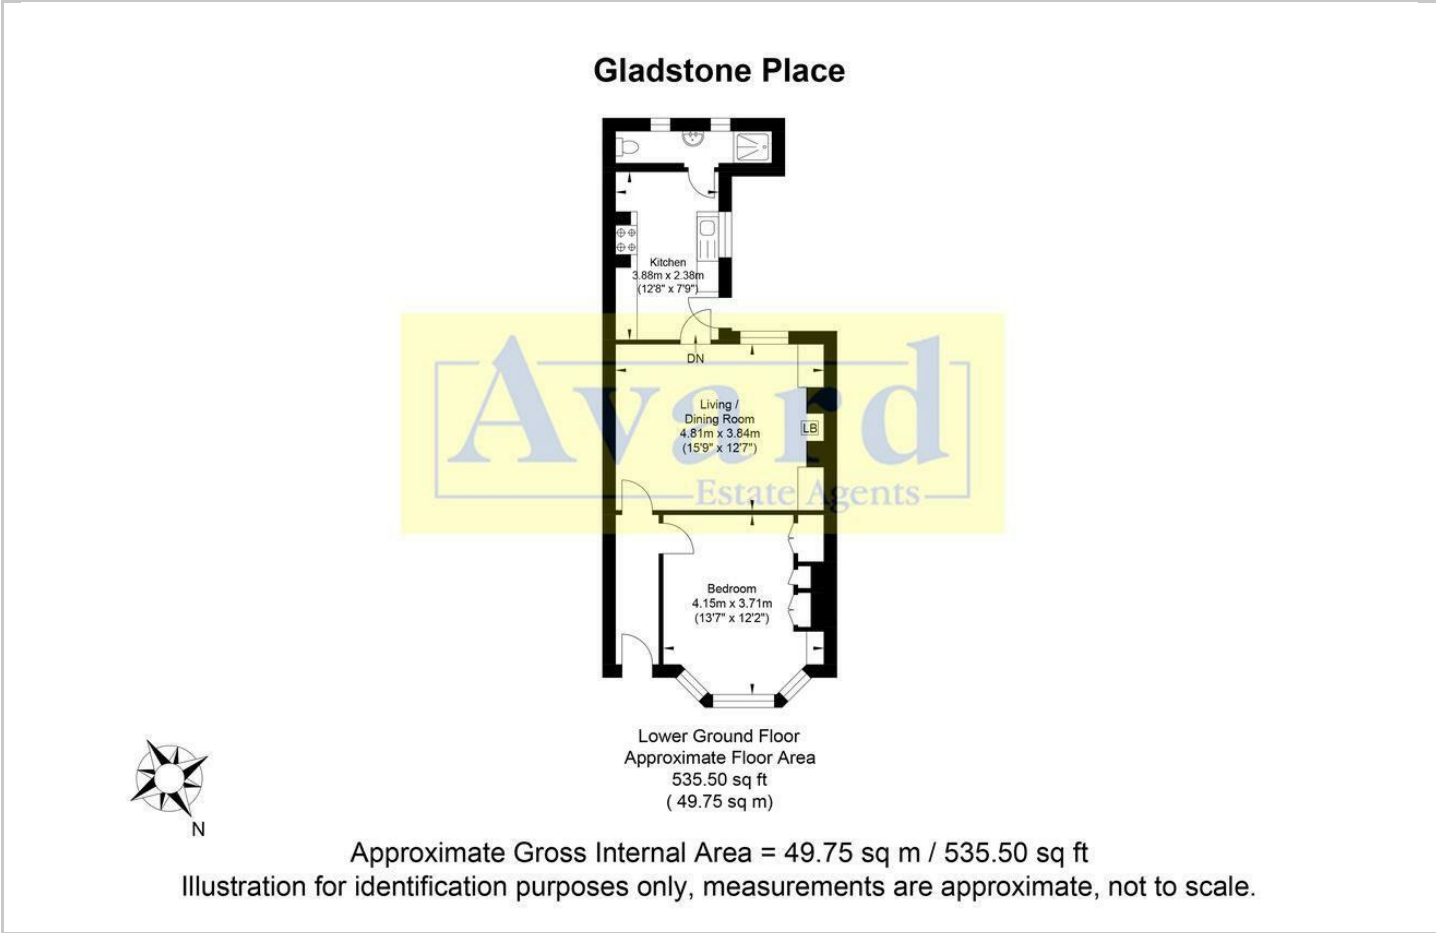 Gladstone Place
Kitchen
3.88m x 2.38m
(12'8" x 7'9")
DN
Avard
Estate Agents
Living /
Dining Room
4.81m x 3.84m
(15'9" x 12'7")
LB
Bedroom
4.15m x 3.71m
(13'7" x 12'2")
Lower Ground Floor
Approximate Floor Area
535.50 sq ft
( 49.75 sq m)
N
Approximate Gross Internal Area = 49.75 sq m / 535.50 sq ft
Illustration for identification purposes only, measurements are approximate, not to scale.